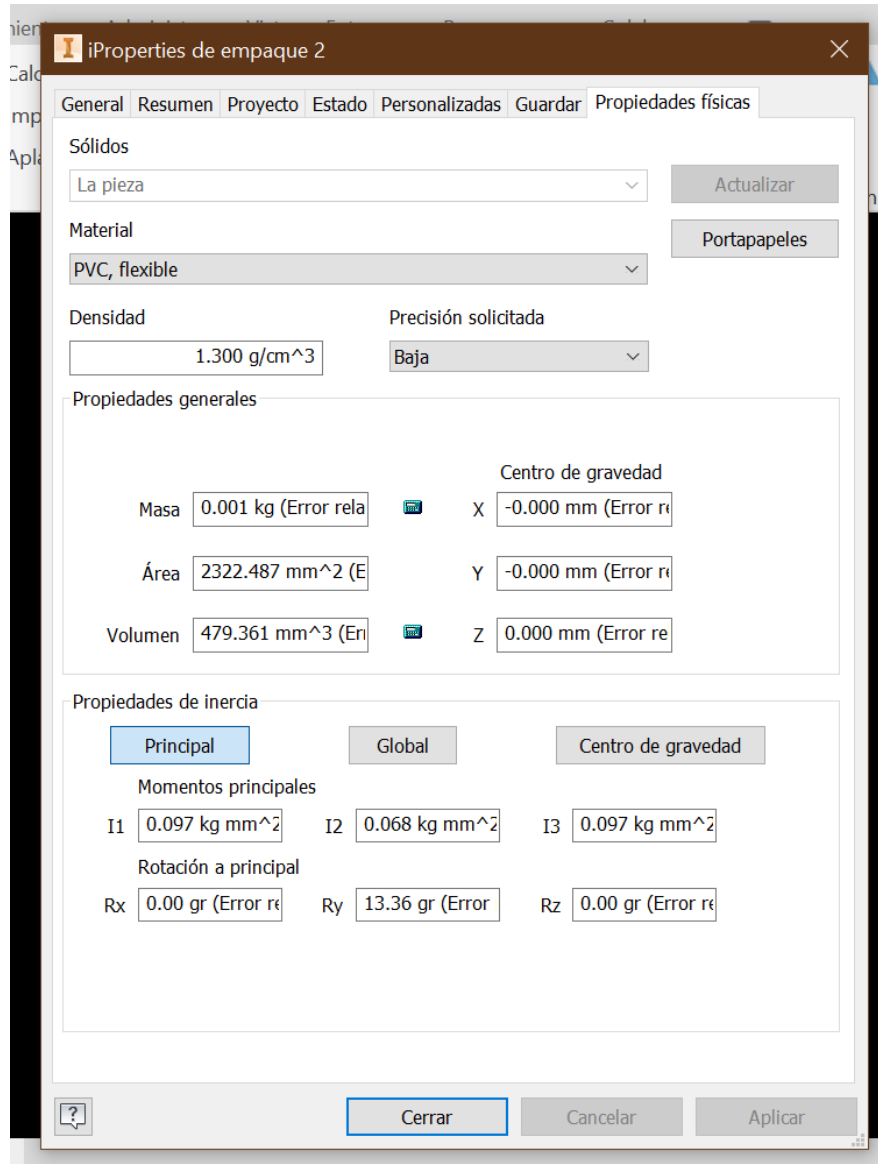 iProperties de empaque 2
General Resumen Proyecto Estado Personalizadas Guardar Propiedades físicas
Sólidos
La pieza
Actualizar
Material
Portapapeles
PVC, flexible
Densidad Precisión solicitada
1.300 g/cm^3 Baja
Propiedades generales
Centro de gravedad
Masa 0.001 kg (Error rela X -0.000 mm (Error re
Área 2322.487 mm^2 (E Y -0.000 mm (Error re
Volumen 479.361 mm^3 (Err Z 0.000 mm (Error re
Propiedades de inercia
Principal Global Centro de gravedad
Momentos principales
I1 0.097 kg mm^2 I2 0.068 kg mm^2 I3 0.097 kg mm^2
Rotación a principal
Rx 0.00 gr (Error re Ry 13.36 gr (Error Rz 0.00 gr (Error re
Cerrar Cancelar Aplicar